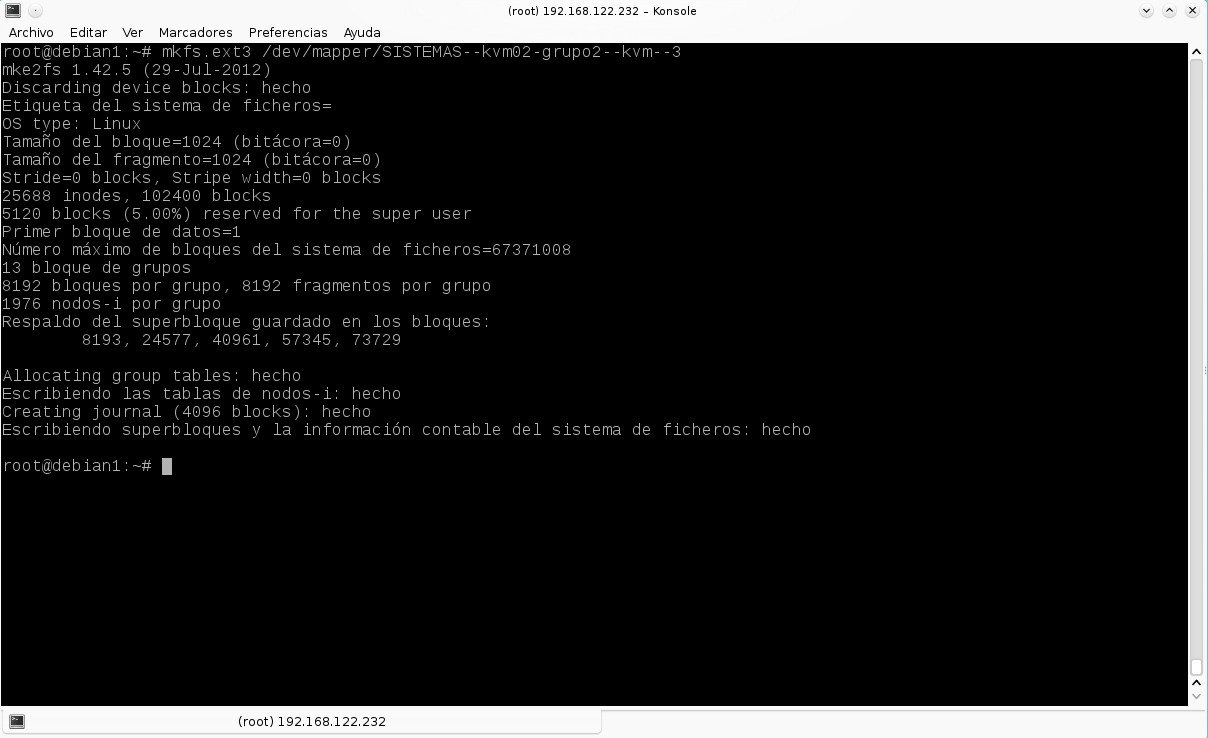 (root) 192.168.122.232 – Konsole
Archivo Editar Ver Marcadores Preferencias Ayuda
root@debian1:~# mkfs.ext3 /dev/mapper/SISTEMAS--kvm02-grupo2--kvm--3
mke2fs 1.42.5 (29-Jul-2012)
Discarding device blocks: hecho
Etiqueta del sistema de ficheros=
OS type: Linux
Tamaño del bloque=1024 (bitácora=0)
Tamaño del fragmento=1024 (bitácora=0)
Stride=0 blocks, Stripe width=0 blocks
25688 inodes, 102400 blocks
5120 blocks (5.00%) reserved for the super user
Primer bloque de datos=1
Número máximo de bloques del sistema de ficheros=67371008
13 bloque de grupos
8192 bloques por grupo, 8192 fragmentos por grupo
1976 nodos-i por grupo
Respaldo del superbloque guardado en los bloques:
8193, 24577, 40961, 57345, 73729
Allocating group tables: hecho
Escribiendo las tablas de nodos-i: hecho
Creating journal (4096 blocks): hecho
Escribiendo superbloques y la información contable del sistema de ficheros: hecho
root@debian1:~#
(root) 192.168.122.232